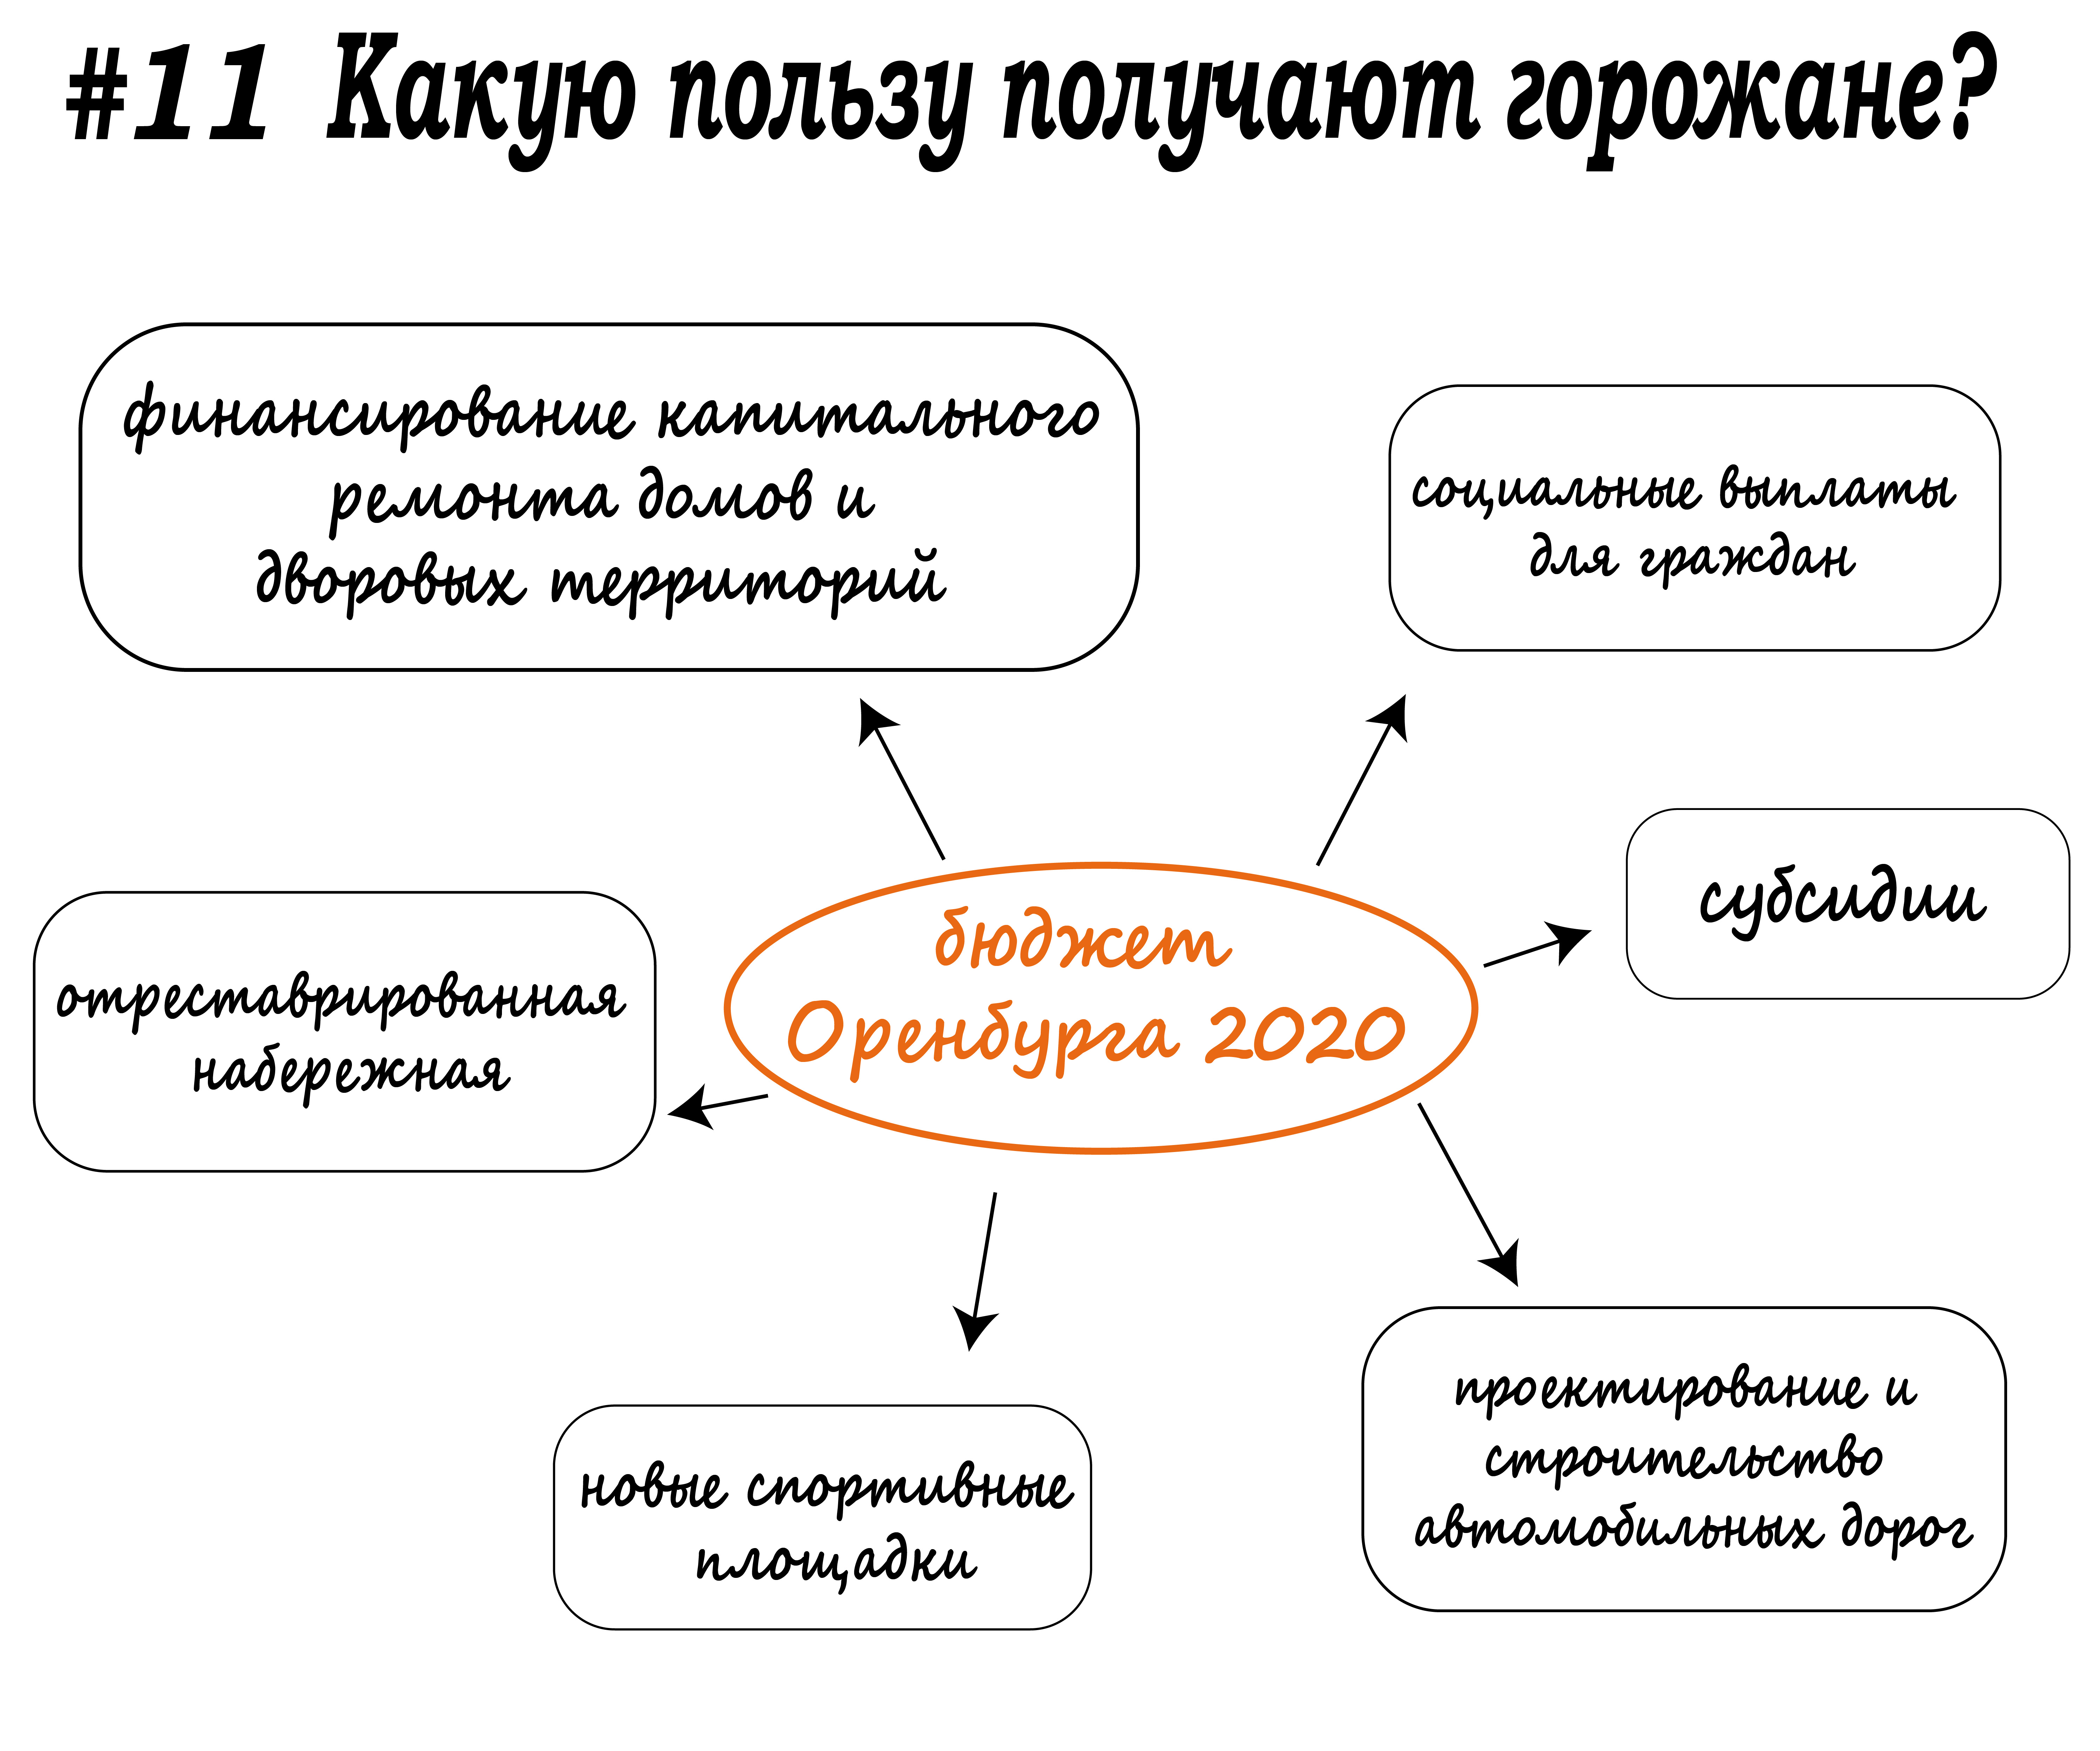 #11 Какую пользу получают горожане?
финансирование капитального
ремонта домов и
дворовых территорий
социальные выплаты
для граждан
субсидии
бюджет
Оренбурга 2020
отреставрированная
набережная
проектирование и
строительство
автомобильных дорог
новые спортивные
площадки